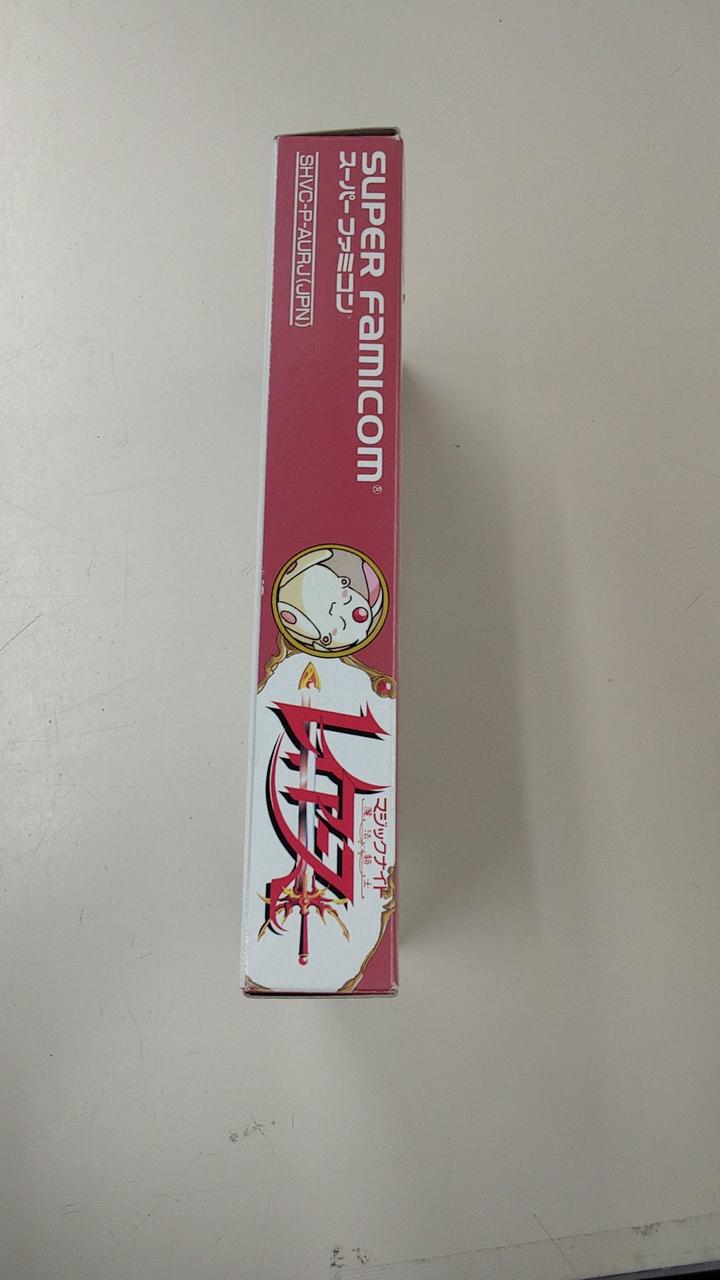 SUPER FAMICOM®
スーパーファミコン
SHVC-P-AURJ(JPN)
マジックナイト
魔法騎士
レイアース